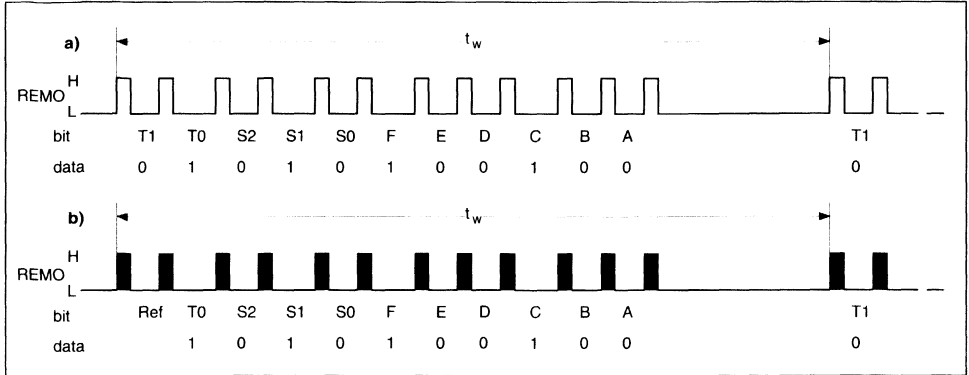 a) t_w
H
REMO
L
bit T1 T0 S2 S1 S0 F E D C B A T1
data 0 1 0 1 0 1 0 0 1 0 0 0
b) t_w
H
REMO
L
bit Ref T0 S2 S1 S0 F E D C B A T1
data 1 0 1 0 1 0 0 1 0 0 0